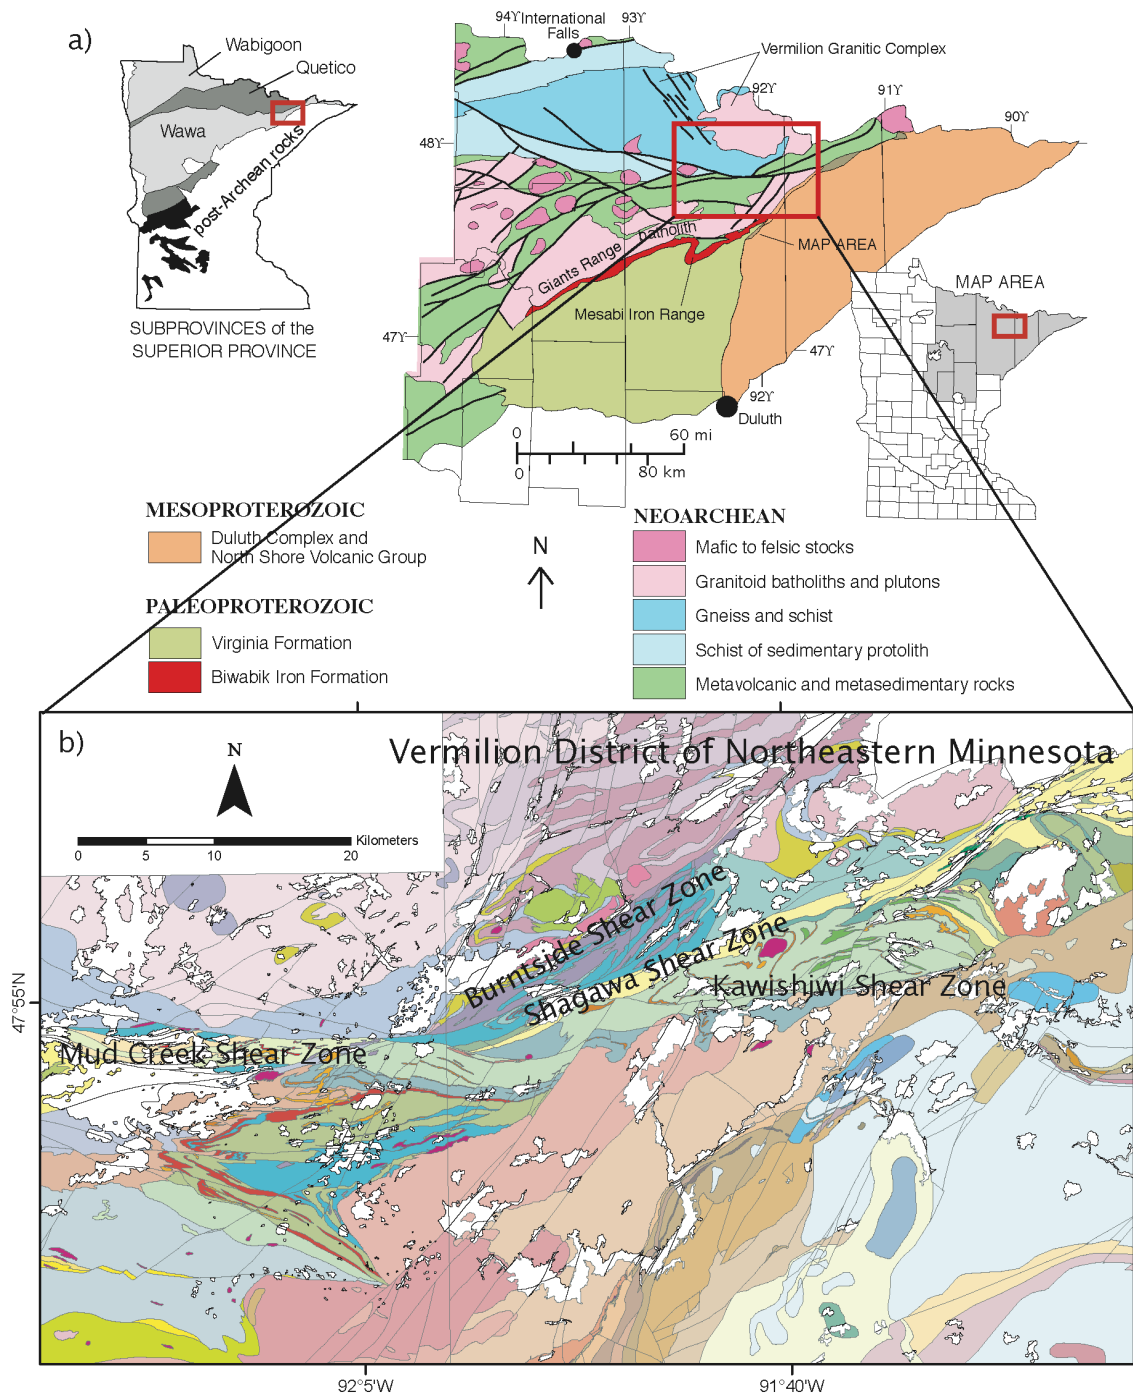 a)
Wabigoon
Quetico
Wawa
post-Archean rocks
SUBPROVINCES of the
SUPERIOR PROVINCE
94ϒ
International
Falls
93ϒ
Vermilion Granitic Complex
92ϒ
91ϒ
90ϒ
48ϒ
Giants Range
batholith
MAP AREA
Mesabi Iron Range
47ϒ
47ϒ
92ϒ
Duluth
MAP AREA
0
60 mi
0
80 km
MESOPROTEROZOIC
Duluth Complex and
North Shore Volcanic Group
PALEOPROTEROZOIC
Virginia Formation
Biwabik Iron Formation
N
NEOARCHEAN
Mafic to felsic stocks
Granitoid batholiths and plutons
Gneiss and schist
Schist of sedimentary protolith
Metavolcanic and metasedimentary rocks
b)
N
Vermilion District of Northeastern Minnesota
Kilometers
0 5 10 20
Burntside Shear Zone
Shagawa Shear Zone
Kawishiwi Shear Zone
Mud Creek Shear Zone
47°55'N
92°5'W
91°40'W